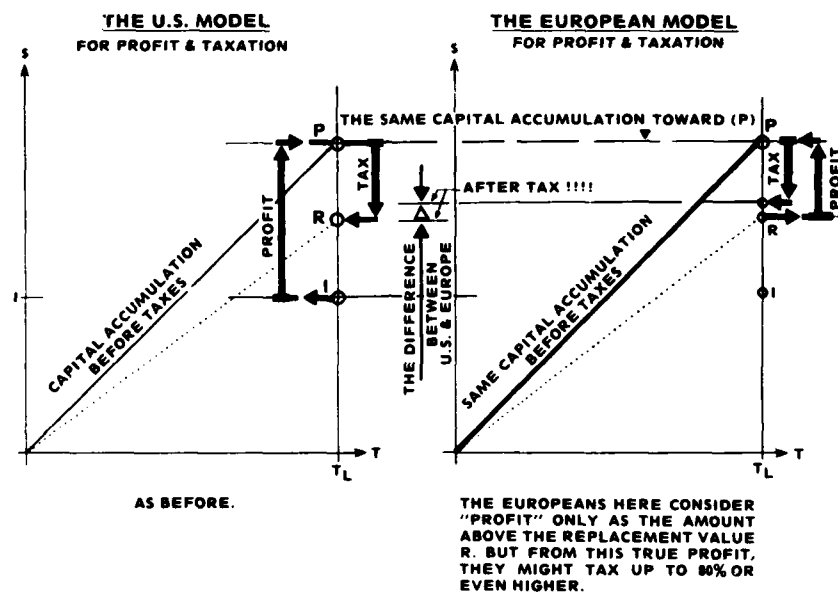 THE U.S. MODEL
FOR PROFIT & TAXATION
THE EUROPEAN MODEL
FOR PROFIT & TAXATION
$
P
TAX
PROFIT
R
I
I
CAPITAL ACCUMULATION
BEFORE TAXES
T
TL
AS BEFORE.
THE SAME CAPITAL ACCUMULATION TOWARD (P)
AFTER TAX !!!!
Δ
THE DIFFERENCE
BETWEEN
U.S. & EUROPE
$
P
TAX
PROFIT
R
I
SAME CAPITAL ACCUMULATION
BEFORE TAXES
T
TL
THE EUROPEANS HERE CONSIDER
"PROFIT" ONLY AS THE AMOUNT
ABOVE THE REPLACEMENT VALUE
R. BUT FROM THIS TRUE PROFIT,
THEY MIGHT TAX UP TO 80% OR
EVEN HIGHER.